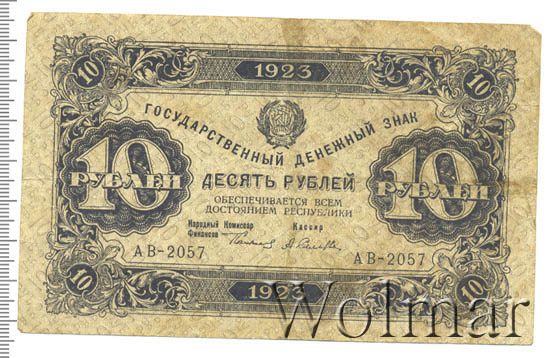 10 1923 10
ГОСУДАРСТВЕННЫЙ ДЕНЕЖНЫЙ ЗНАК
10 РУБЛЕЙ
10 РУБЛЕЙ
ДЕСЯТЬ РУБЛЕЙ
ОБЕСПЕЧИВАЕТСЯ ВСЕМ
ДОСТОЯНИЕМ РЕСПУБЛИКИ
Народный Комиссар
Финансов
Кассир
АВ-2057 АВ-2057
10 1923 10
Wolmar